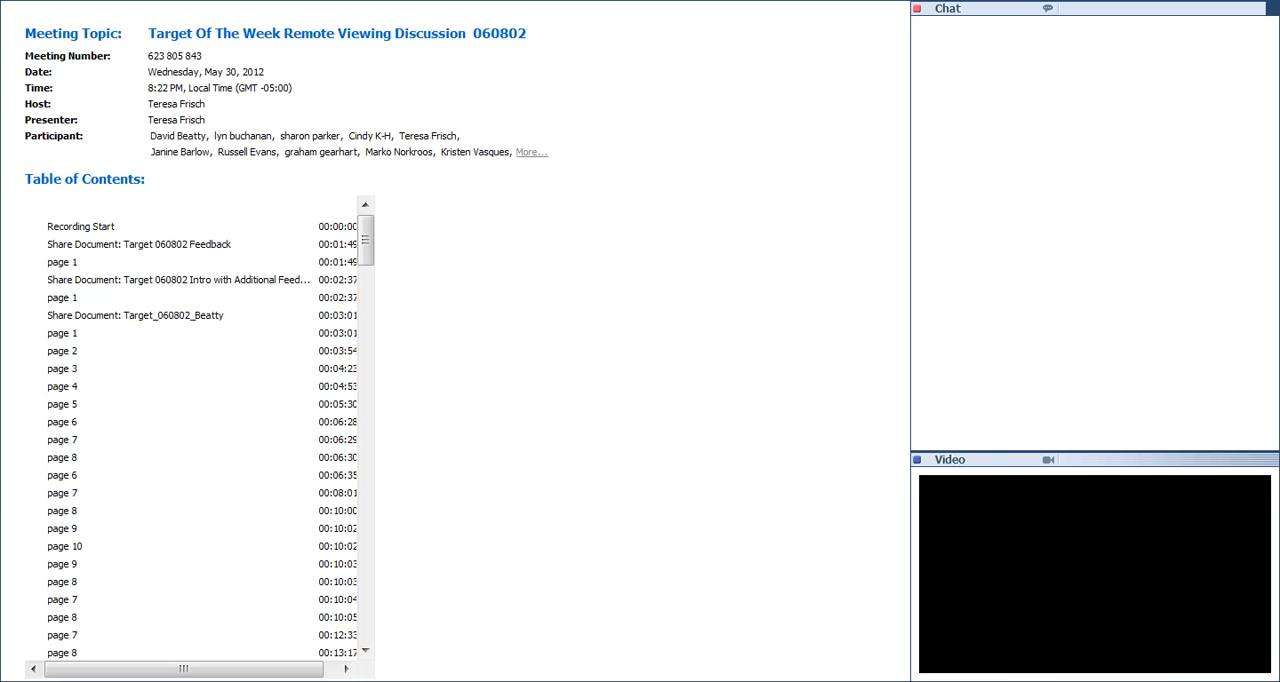 Meeting Topic: Target Of The Week Remote Viewing Discussion 060802
Meeting Number: 623 805 843
Date: Wednesday, May 30, 2012
Time: 8:22 PM, Local Time (GMT -05:00)
Host: Teresa Frisch
Presenter: Teresa Frisch
Participant: David Beatty, lyn buchanan, sharon parker, Cindy K-H, Teresa Frisch,
Janine Barlow, Russell Evans, graham gearhart, Marko Norkroos, Kristen Vasques, More...
Table of Contents:
Recording Start 00:00:00
Share Document: Target 060802 Feedback 00:01:49
page 1 00:01:49
Share Document: Target 060802 Intro with Additional Feed... 00:02:37
page 1 00:02:37
Share Document: Target_060802_Beatty 00:03:01
page 1 00:03:01
page 2 00:03:54
page 3 00:04:23
page 4 00:04:53
page 5 00:05:30
page 6 00:06:28
page 7 00:06:29
page 8 00:06:30
page 6 00:06:35
page 7 00:08:01
page 8 00:10:00
page 9 00:10:02
page 10 00:10:02
page 9 00:10:03
page 8 00:10:03
page 7 00:10:04
page 8 00:10:05
page 7 00:12:33
page 8 00:13:17
Chat
Video